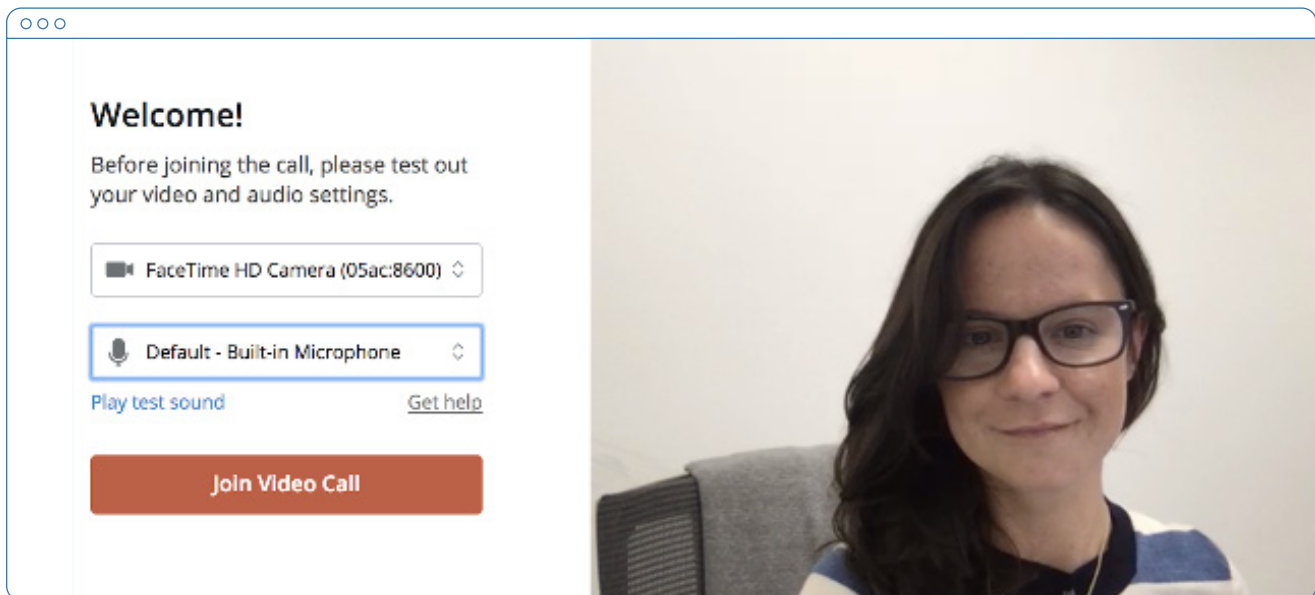 Welcome!
Before joining the call, please test out
your video and audio settings.
FaceTime HD Camera (05ac:8600)
Default - Built-in Microphone
Play test sound
Get help
Join Video Call